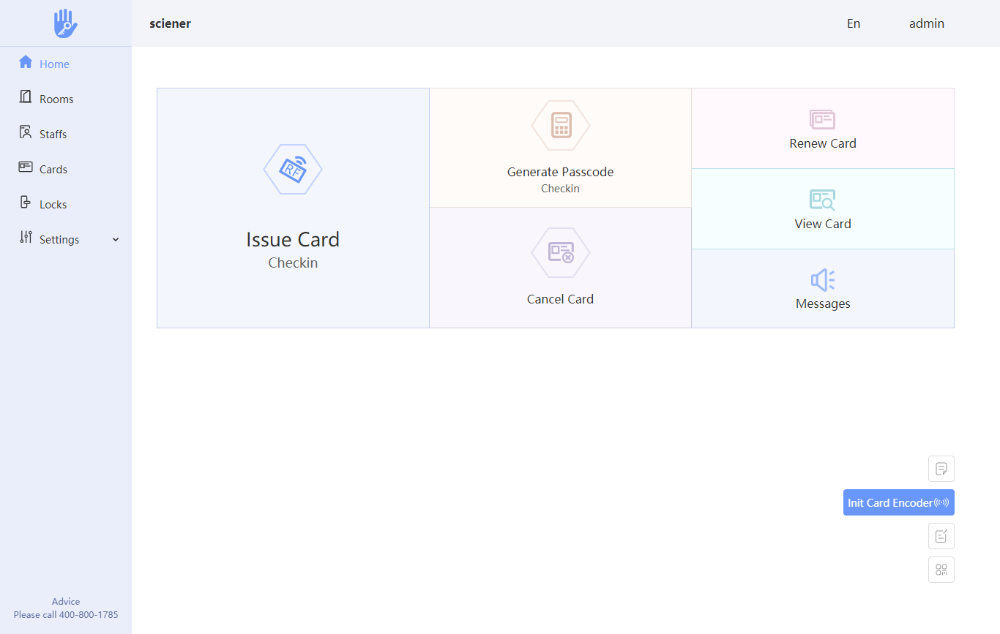 sciener
En
admin
Home
Rooms
Staffs
Cards
Locks
Settings
RF
Issue Card
Checkin
Generate Passcode
Checkin
Cancel Card
Renew Card
View Card
Messages
Init Card Encoder
Advice
Please call 400-800-1785